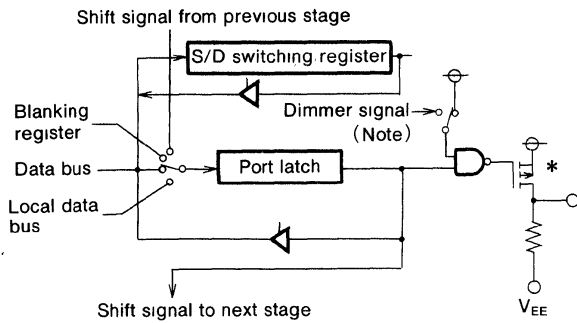 Shift signal from previous stage
S/D switching register
Dimmer signal
(Note)
Blanking
register
Data bus
Port latch
*
Local data
bus
VEE
Shift signal to next stage